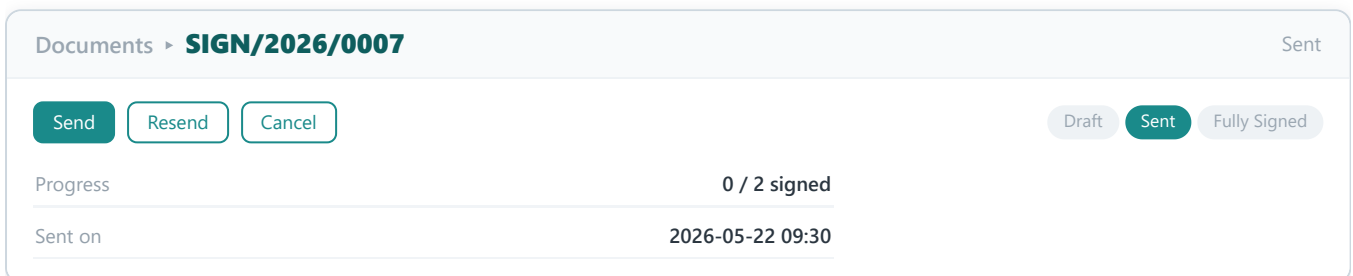 Documents ▸ SIGN/2026/0007 Sent
Send Resend Cancel Draft Sent Fully Signed
Progress 0 / 2 signed
Sent on 2026-05-22 09:30